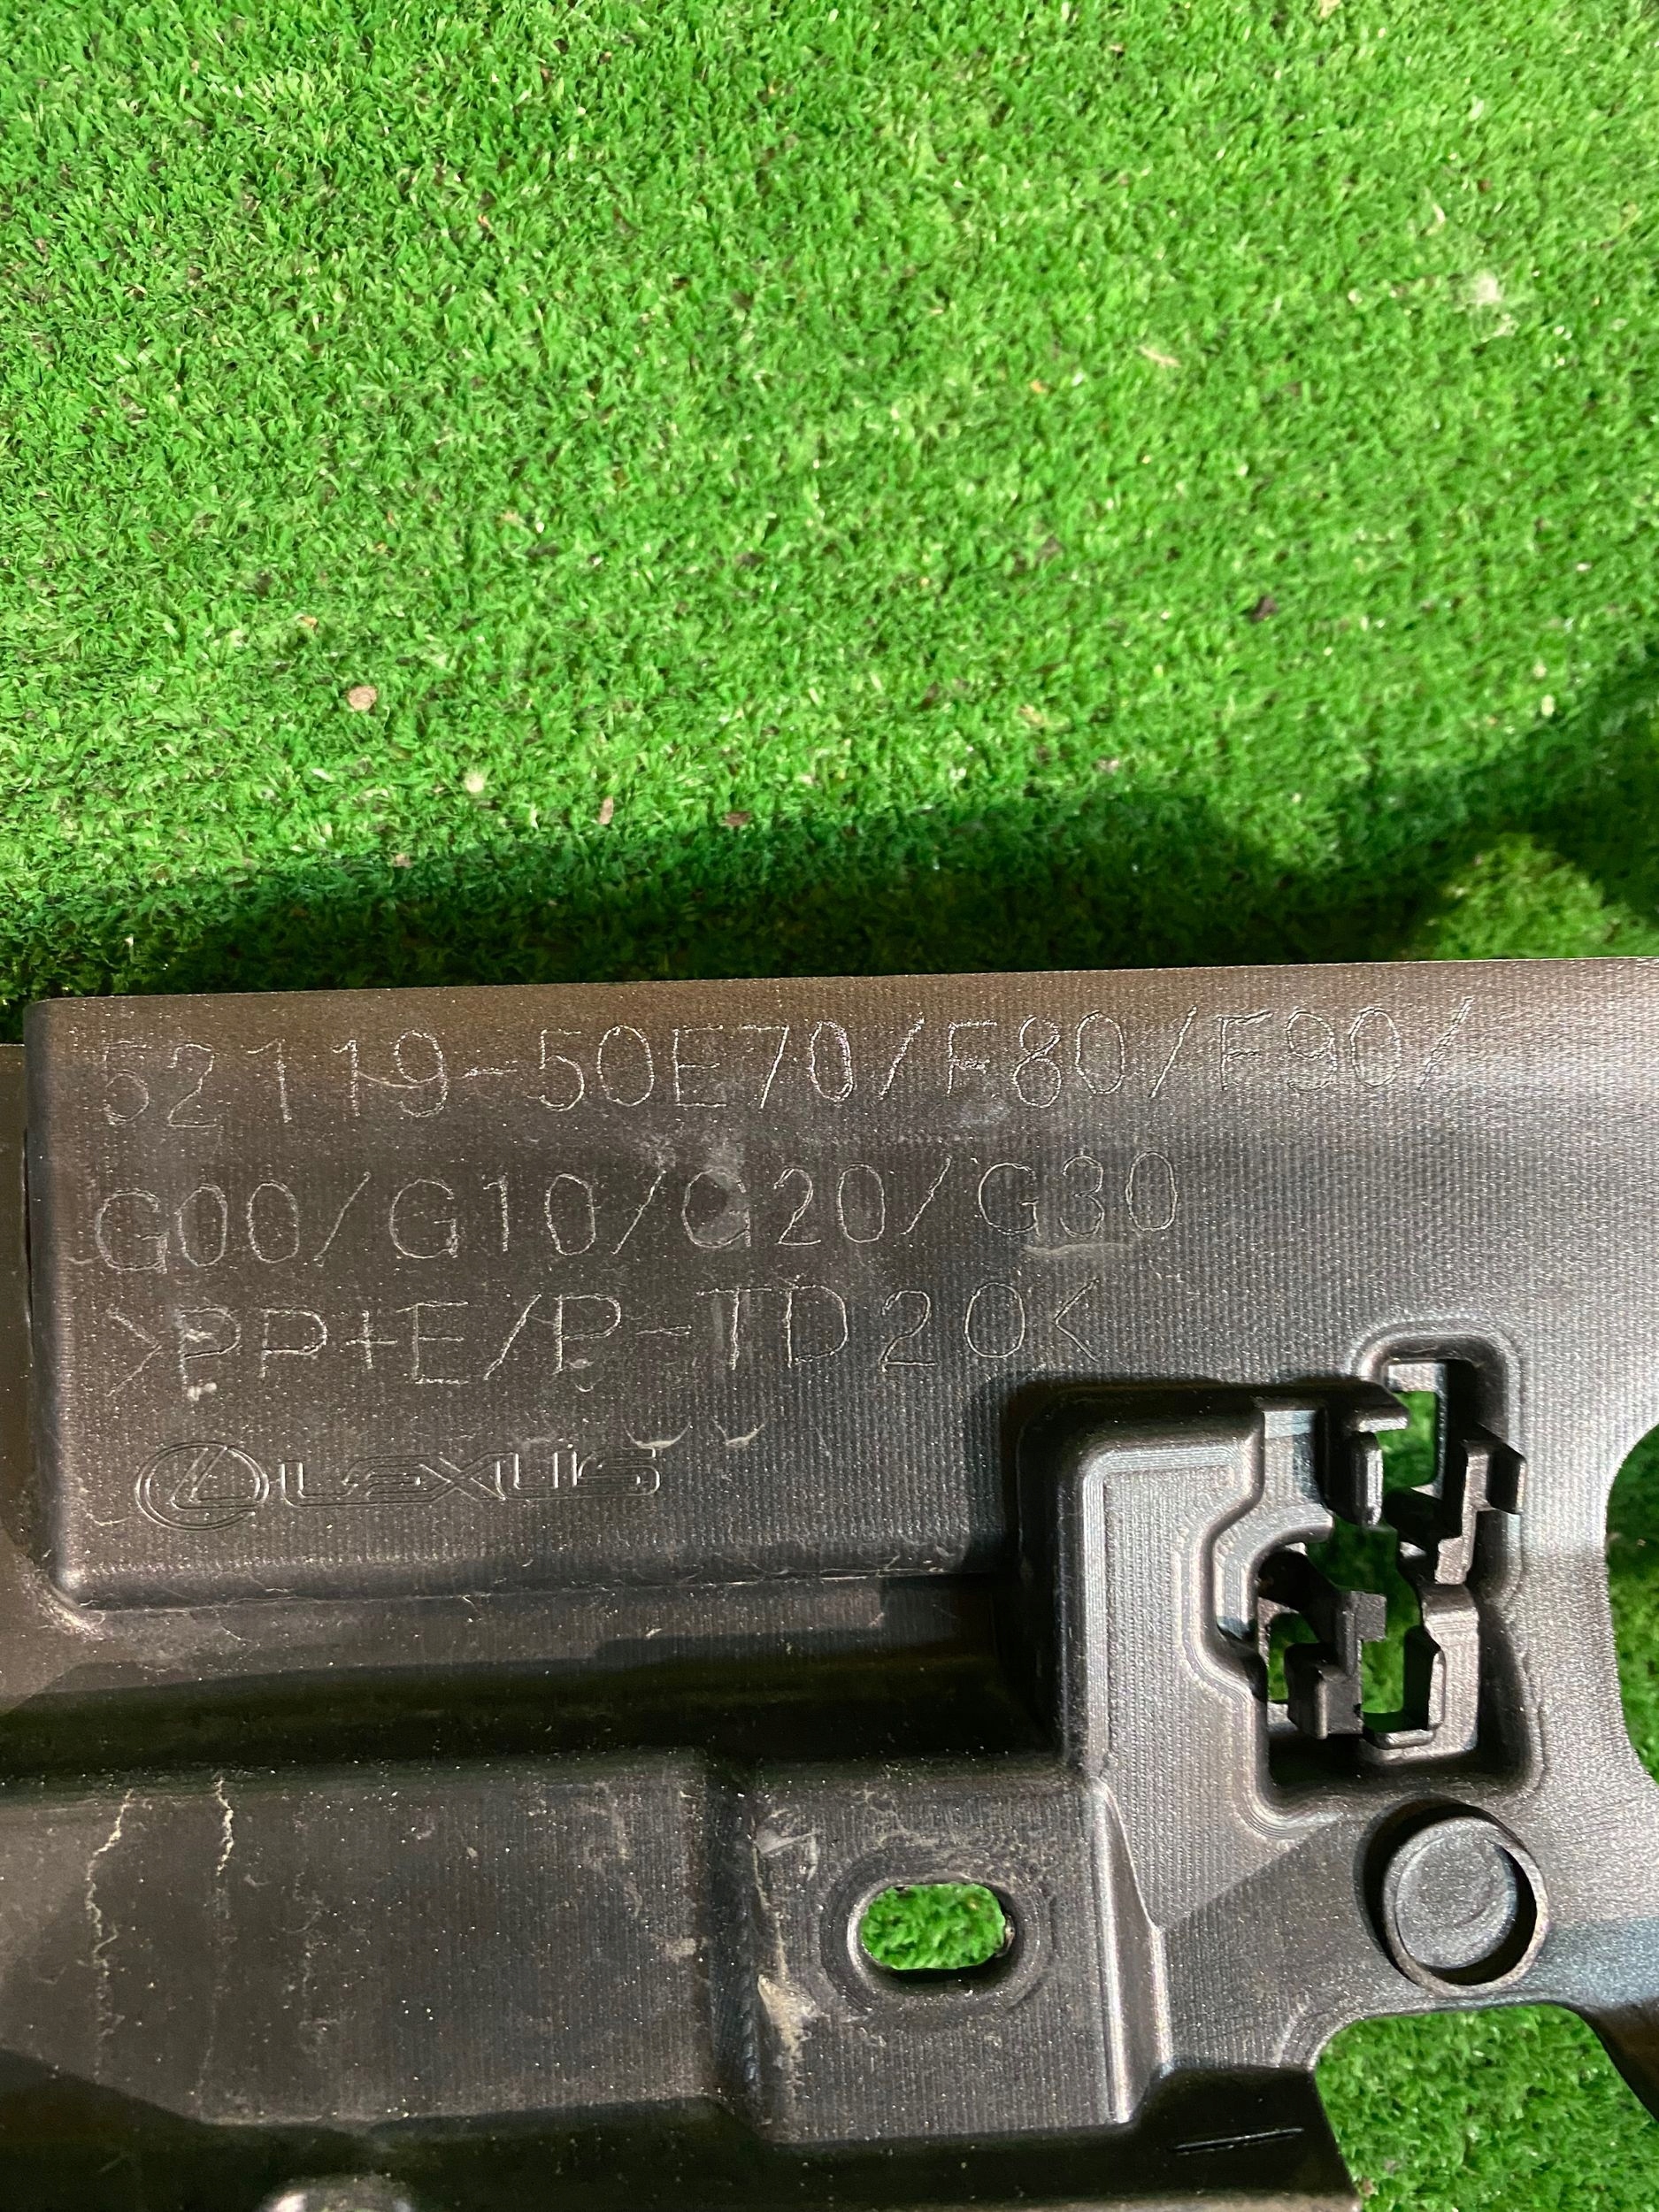 52119-50E70/F80/F90/
G00/G10/G20/G30
>PP+E/P-TD20<
LEXUS